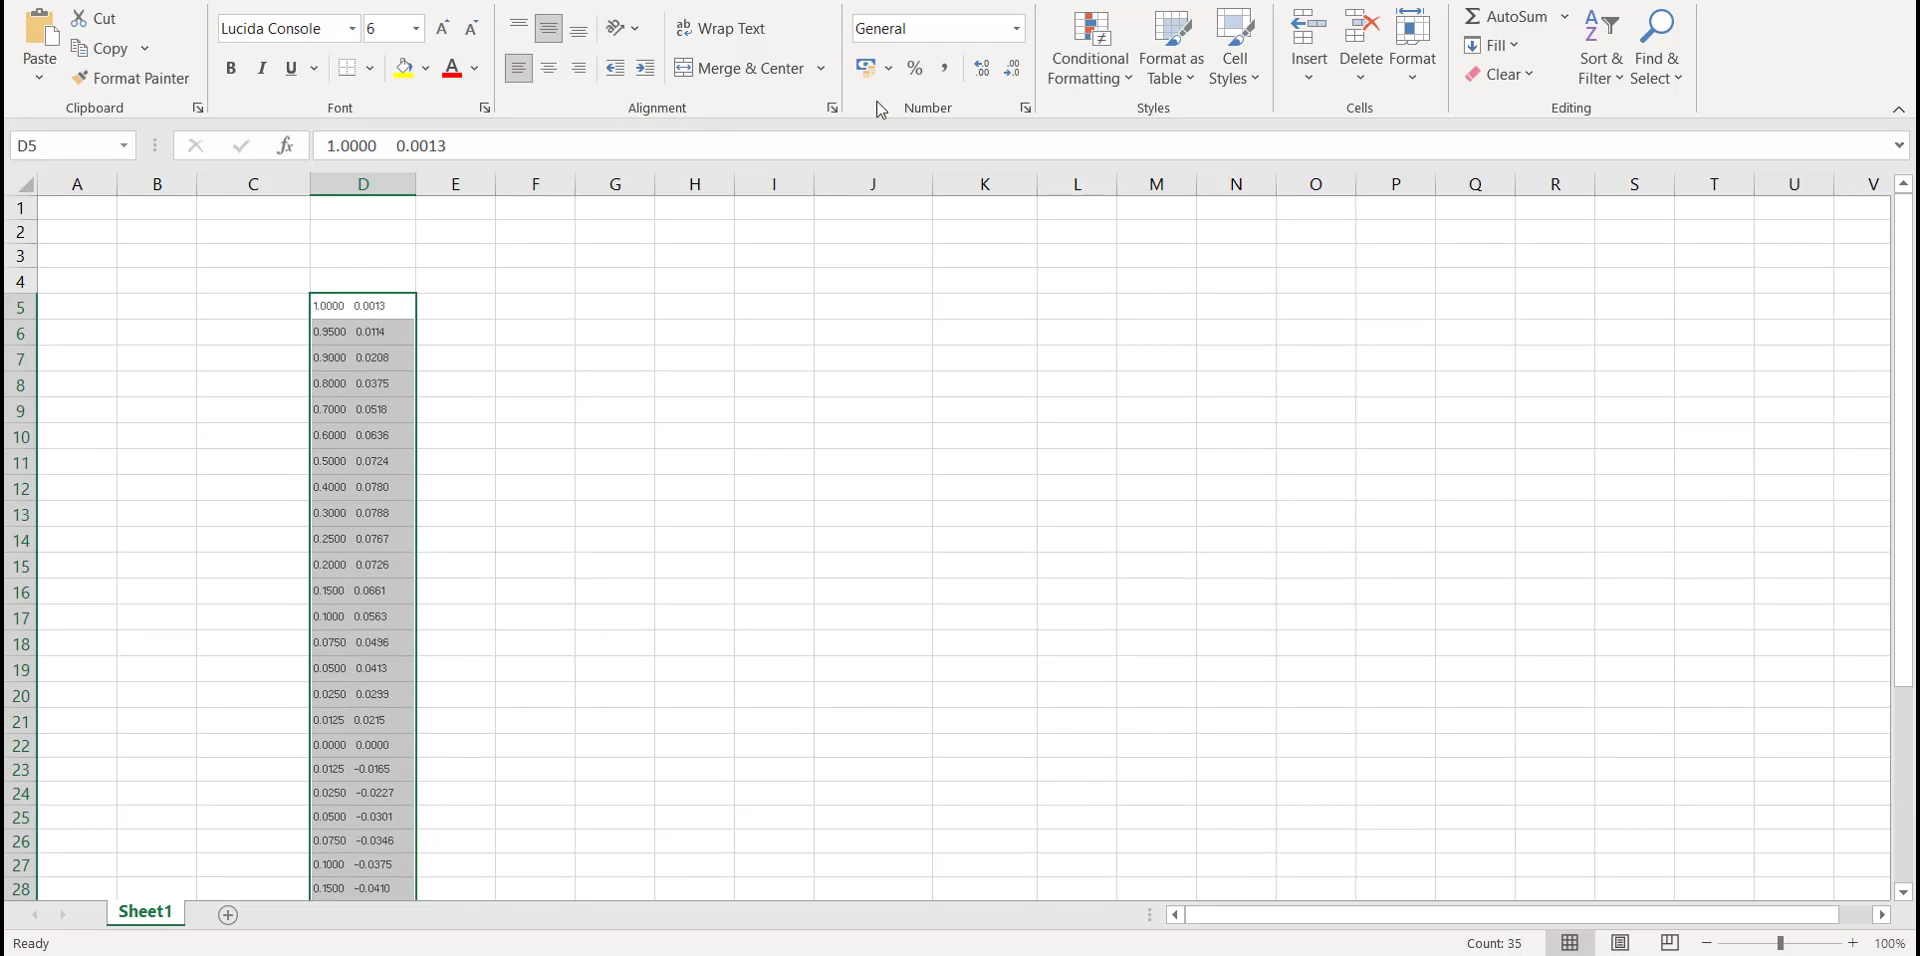 Cut
Copy
Format Painter
Paste
Clipboard
Lucida Console 6
B I U A
Font
Wrap Text
Merge & Center
Alignment
General
%
Number
Conditional Formatting
Format as Table
Cell Styles
Styles
Insert
Delete
Format
Cells
AutoSum
Fill
Clear
Sort & Filter
Find & Select
Editing
D5 fx 1.0000 0.0013
A B C D E F G H I J K L M N O P Q R S T U V
1
2
3
4
5 1.0000 0.0013
6 0.9500 0.0114
7 0.9000 0.0208
8 0.8000 0.0375
9 0.7000 0.0518
10 0.6000 0.0636
11 0.5000 0.0724
12 0.4000 0.0780
13 0.3000 0.0788
14 0.2500 0.0767
15 0.2000 0.0726
16 0.1500 0.0661
17 0.1000 0.0563
18 0.0750 0.0496
19 0.0500 0.0413
20 0.0250 0.0299
21 0.0125 0.0215
22 0.0000 0.0000
23 0.0125 -0.0165
24 0.0250 -0.0227
25 0.0500 -0.0301
26 0.0750 -0.0346
27 0.1000 -0.0375
28 0.1500 -0.0410
Sheet1
Ready
Count: 35
100%